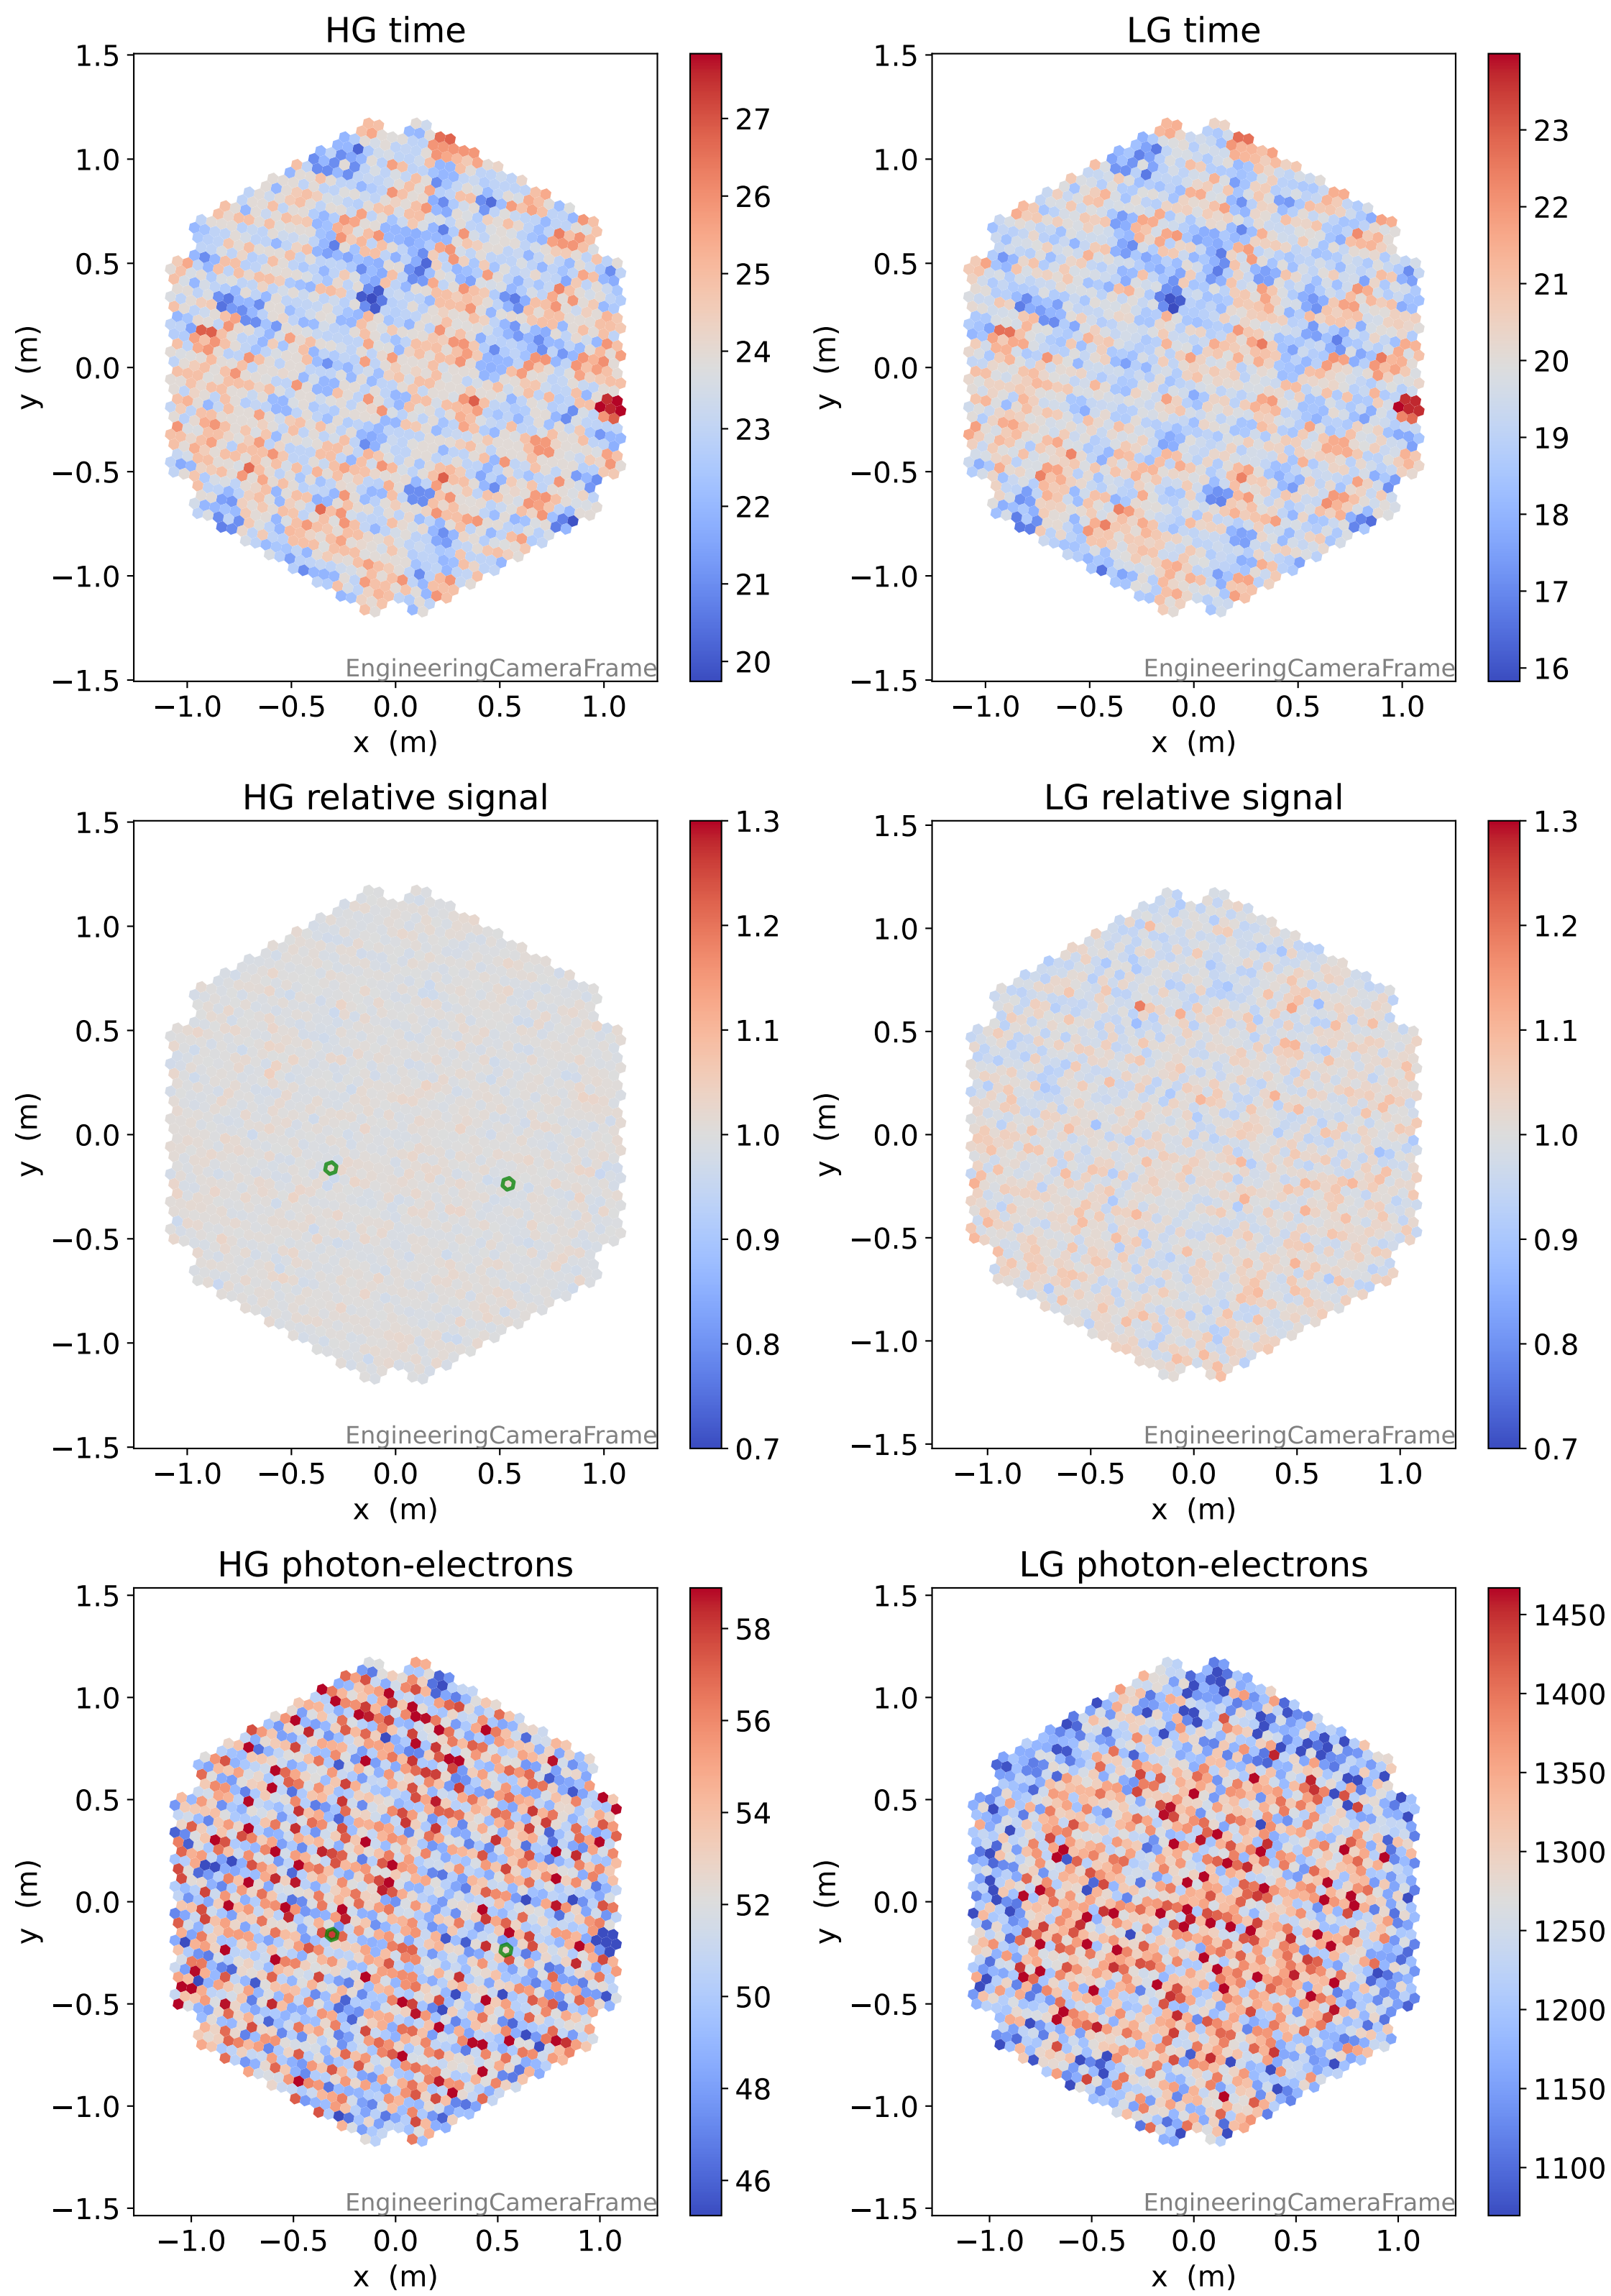 HG time
1.5
1.0
0.5
0.0
−0.5
−1.0
−1.5
y (m)
−1.0 −0.5 0.0 0.5 1.0
x (m)
EngineeringCameraFrame
27
26
25
24
23
22
21
20
LG time
1.5
1.0
0.5
0.0
−0.5
−1.0
−1.5
y (m)
−1.0 −0.5 0.0 0.5 1.0
x (m)
EngineeringCameraFrame
23
22
21
20
19
18
17
16
HG relative signal
1.5
1.0
0.5
0.0
−0.5
−1.0
−1.5
y (m)
−1.0 −0.5 0.0 0.5 1.0
x (m)
EngineeringCameraFrame
1.3
1.2
1.1
1.0
0.9
0.8
0.7
LG relative signal
1.5
1.0
0.5
0.0
−0.5
−1.0
−1.5
y (m)
−1.0 −0.5 0.0 0.5 1.0
x (m)
EngineeringCameraFrame
1.3
1.2
1.1
1.0
0.9
0.8
0.7
HG photon-electrons
1.5
1.0
0.5
0.0
−0.5
−1.0
−1.5
y (m)
−1.0 −0.5 0.0 0.5 1.0
x (m)
EngineeringCameraFrame
58
56
54
52
50
48
46
LG photon-electrons
1.5
1.0
0.5
0.0
−0.5
−1.0
−1.5
y (m)
−1.0 −0.5 0.0 0.5 1.0
x (m)
EngineeringCameraFrame
1450
1400
1350
1300
1250
1200
1150
1100